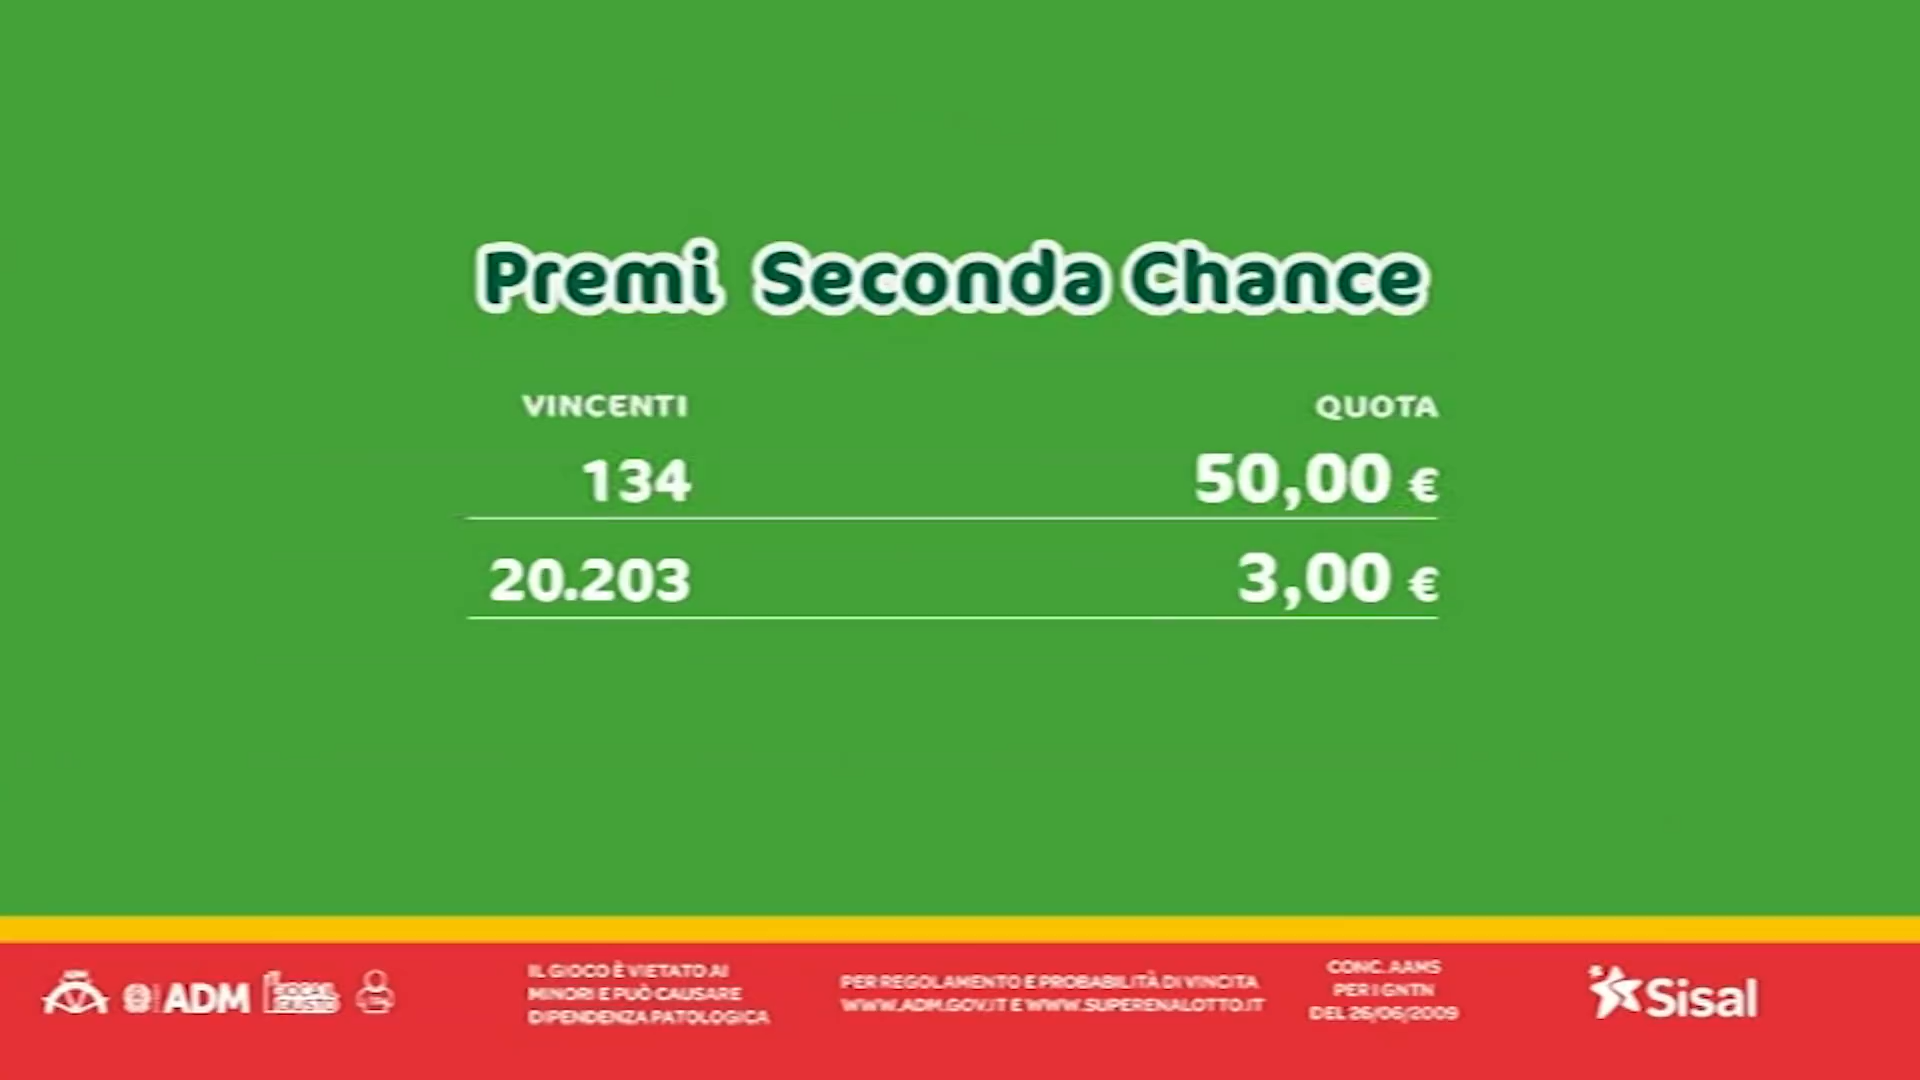 Premi Seconda Chance
VINCENTI QUOTA
134 50,00 €
20.203 3,00 €
ADM
IL GIOCO È VIETATO AI
MINORI E PUÒ CAUSARE
DIPENDENZA PATOLOGICA
PER REGOLAMENTO E PROBABILITÀ DI VINCITA
WWW.ADM.GOV.IT E WWW.SUPERENALOTTO.IT
CONC. AAMS
PER I GNTN
DEL 26/06/2009
Sisal